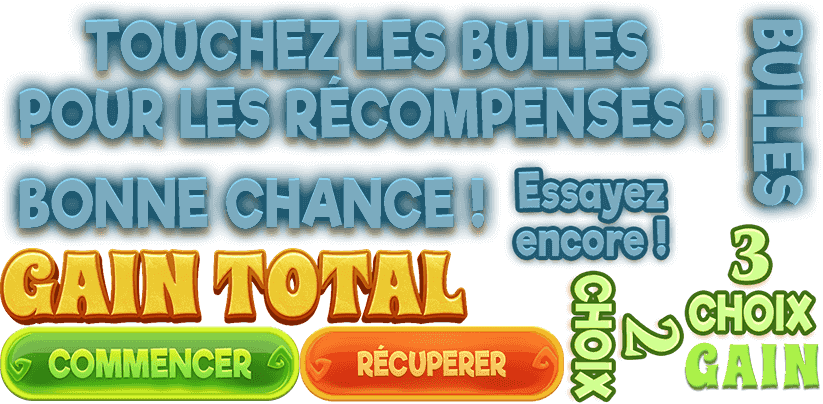 TOUCHEZ LES BULLES
POUR LES RÉCOMPENSES !
BULLES
BONNE CHANCE !
Essayez
encore !
GAIN TOTAL
COMMENCER
RÉCUPERER
CHOIX
2
3
CHOIX
GAIN